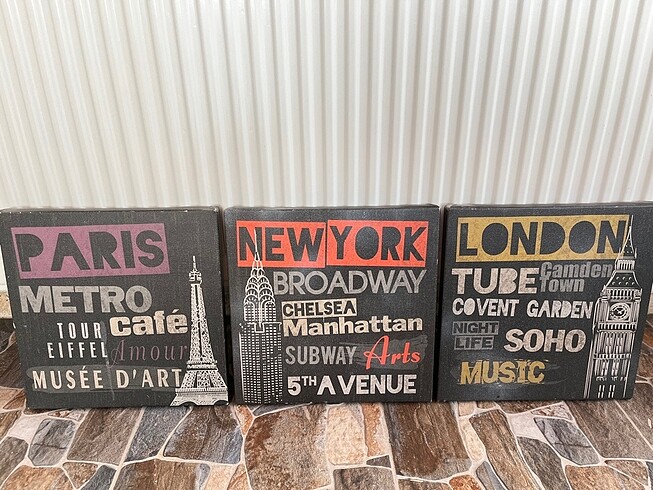 PARIS
METRO
TOUR café
EIFFEL Amour
MUSÉE D'ART
NEW YORK
BROADWAY
CHELSEA
Manhattan
SUBWAY Arts
5TH AVENUE
LONDON
TUBE Camden
Town
COVENT GARDEN
NIGHT
LIFE SOHO
MUSIC